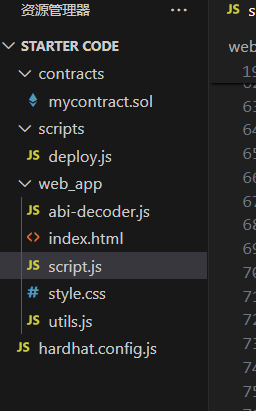 资源管理器 ···
STARTER CODE
contracts
mycontract.sol
scripts
JS deploy.js
web_app
JS abi-decoder.js
<> index.html
JS script.js
# style.css
JS utils.js
JS hardhat.config.js
JS s
web
19
62
63
64
65
66
67
68
69
70
71
72
73
74
75